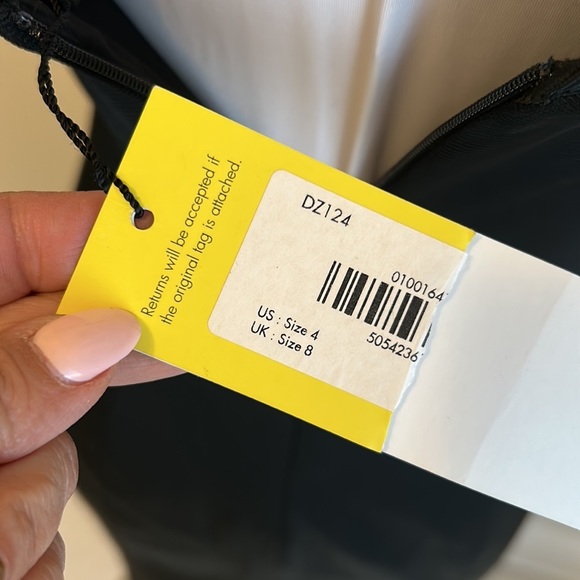 Returns will be accepted if
the original tag is attached.
DZ124
0100164
US : Size 4
UK : Size 8
5054236